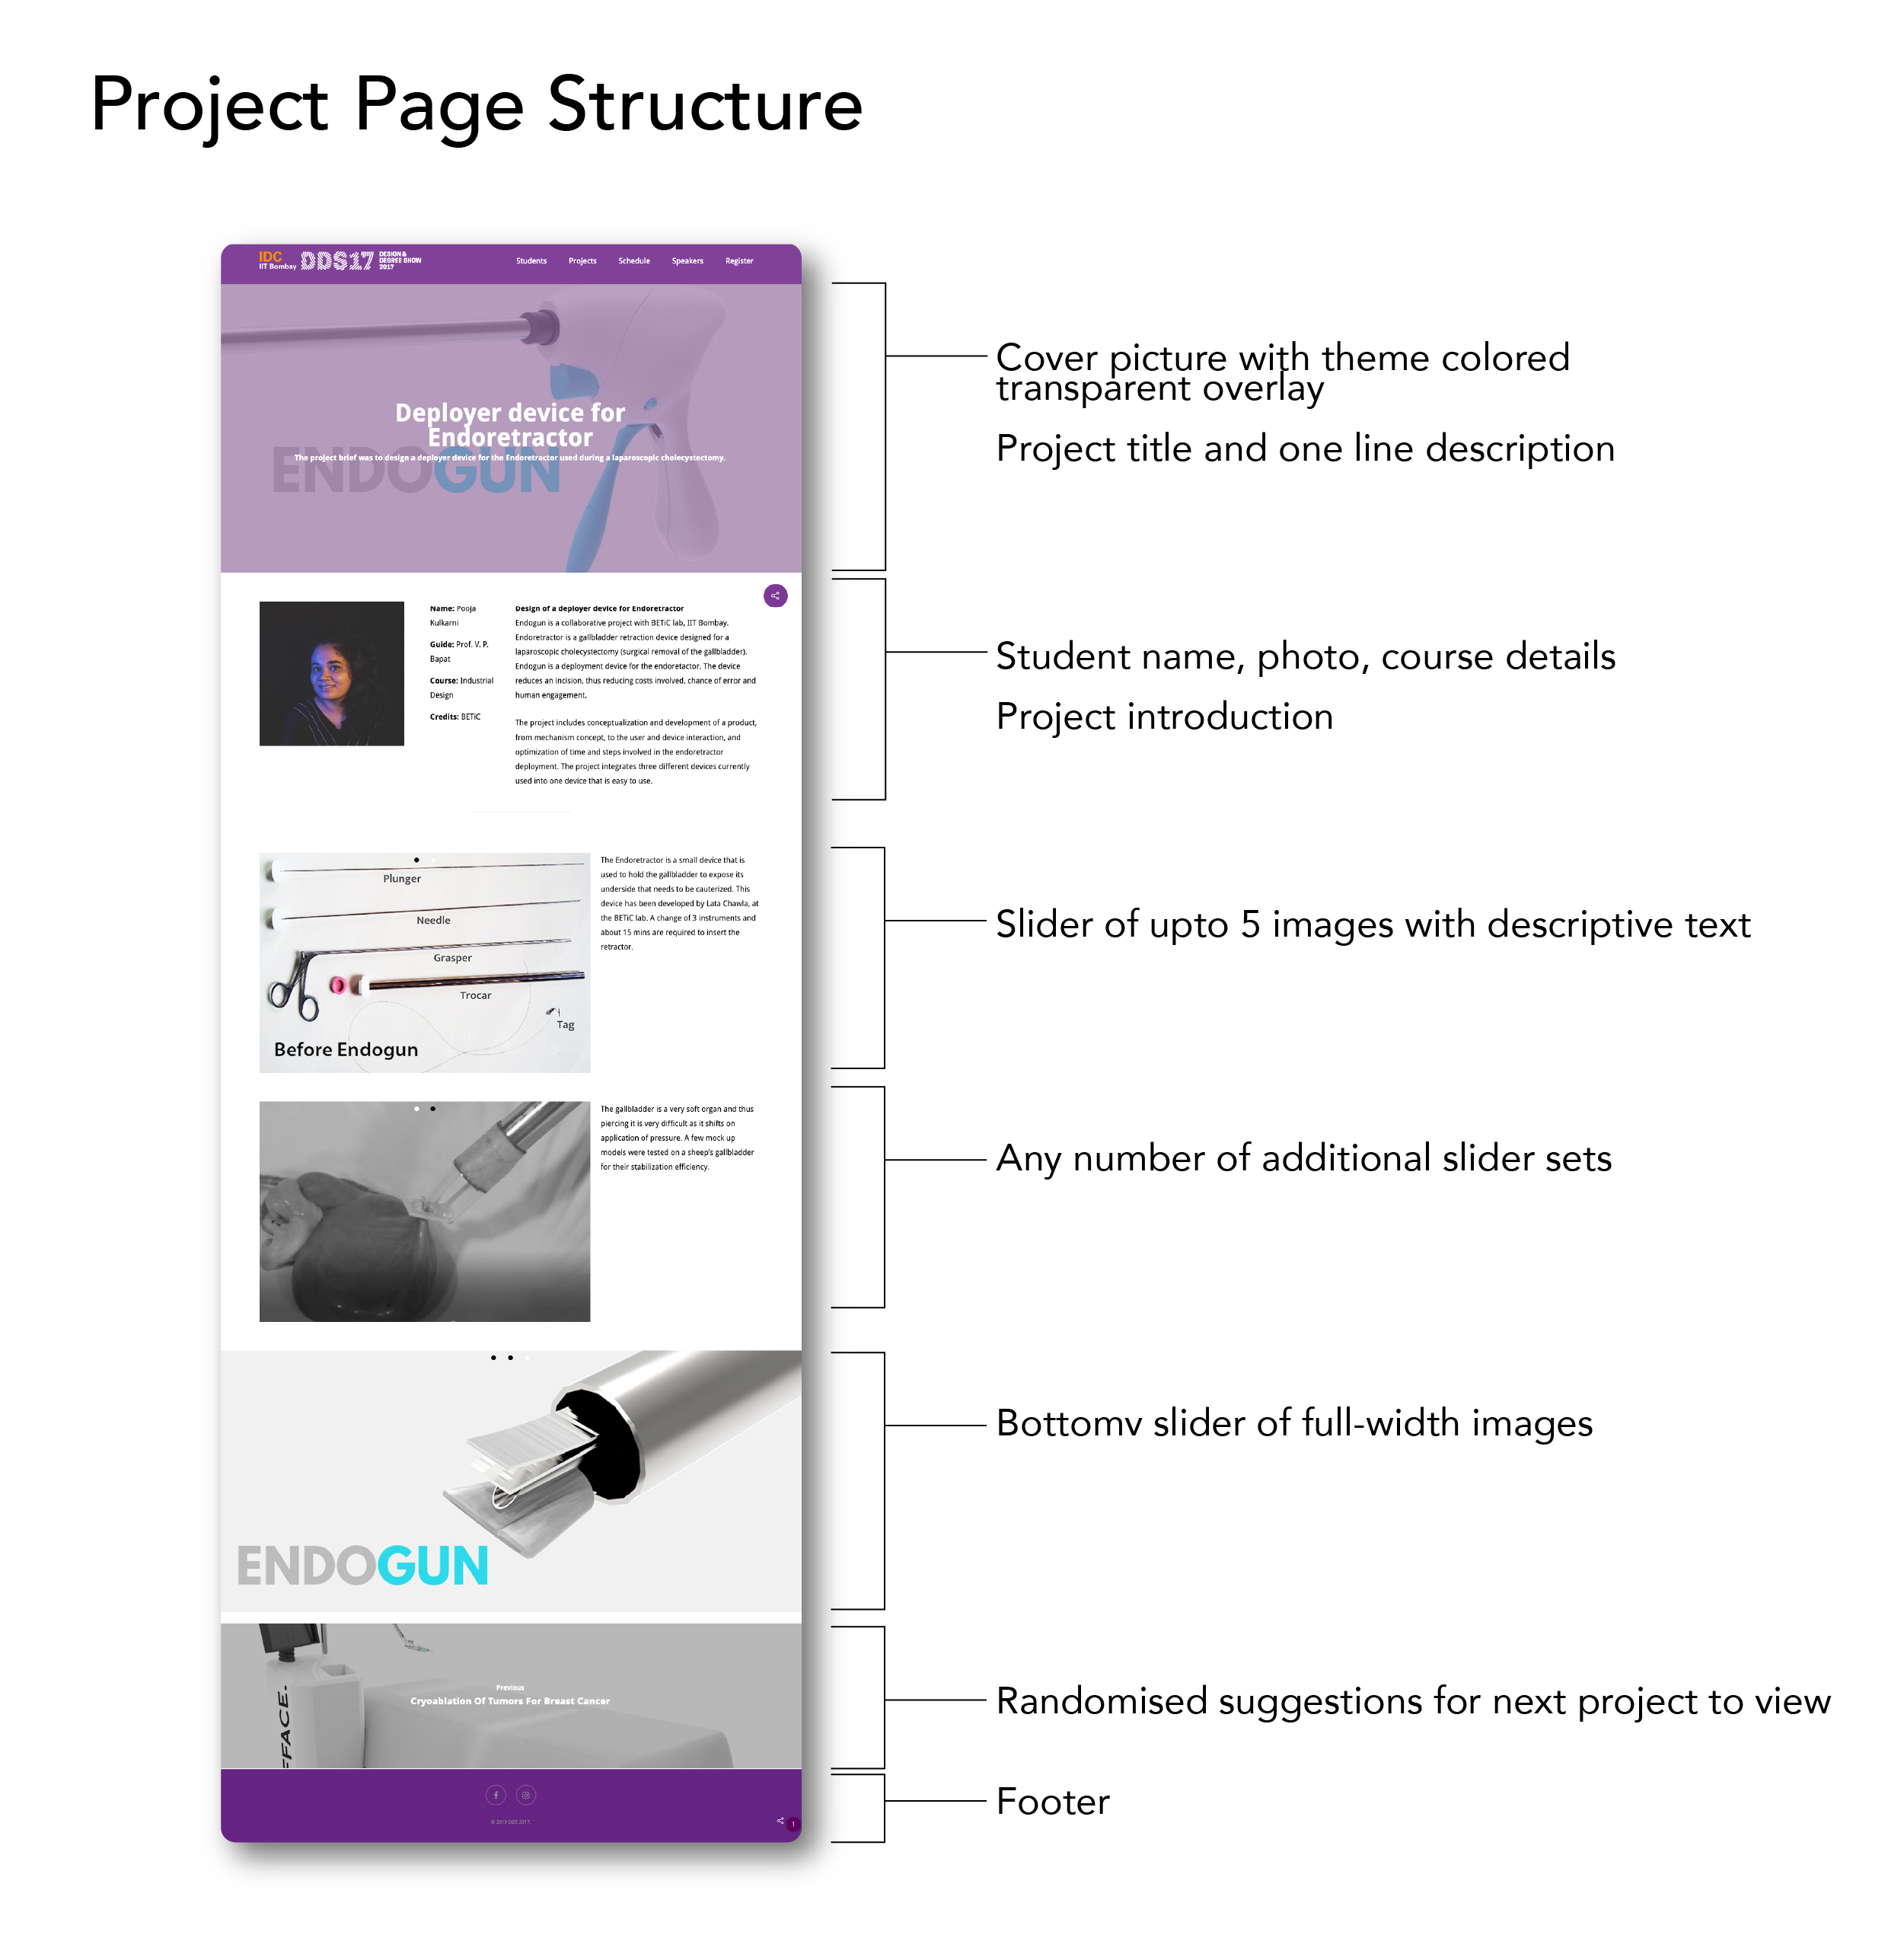 Project Page Structure
IDC
IIT Bombay
DDS17
DESIGN &
DEGREE SHOW
2017
Students Projects Schedule Speakers Register
Deployer device for
Endoretractor
The project brief was to design a deployer device for the Endoretractor used during a laparoscopic cholecystectomy.
ENDOGUN
Cover picture with theme colored
transparent overlay
Project title and one line description
Name: Pooja
Kulkarni
Guide: Prof. V. P.
Bapat
Course: Industrial
Design
Credits: BETiC
Design of a deployer device for Endoretractor
Endogun is a collaborative project with BETiC lab, IIT Bombay.
Endoretractor is a gallbladder retraction device designed for a
laparoscopic cholecystectomy (surgical removal of the gallbladder).
Endogun is a deployment device for the endoretactor. The device
reduces an incision, thus reducing costs involved, chance of error and
human engagement.
The project includes conceptualization and development of a product,
from mechanism concept, to the user and device interaction, and
optimization of time and steps involved in the endoretractor
deployment. The project integrates three different devices currently
used into one device that is easy to use.
Student name, photo, course details
Project introduction
Plunger
Needle
Grasper
Trocar
Tag
Before Endogun
The Endoretractor is a small device that is
used to hold the gallbladder to expose its
underside that needs to be cauterized. This
device has been developed by Lata Chawla, at
the BETiC lab. A change of 3 instruments and
about 15 mins are required to insert the
retractor.
Slider of upto 5 images with descriptive text
The gallbladder is a very soft organ and thus
piercing it is very difficult as it shifts on
application of pressure. A few mock up
models were tested on a sheep's gallbladder
for their stabilization efficiency.
Any number of additional slider sets
ENDOGUN
Bottomv slider of full-width images
FFACE.
Previous
Cryoablation Of Tumors For Breast Cancer
Randomised suggestions for next project to view
© 2015 DDS 2017.
1
Footer